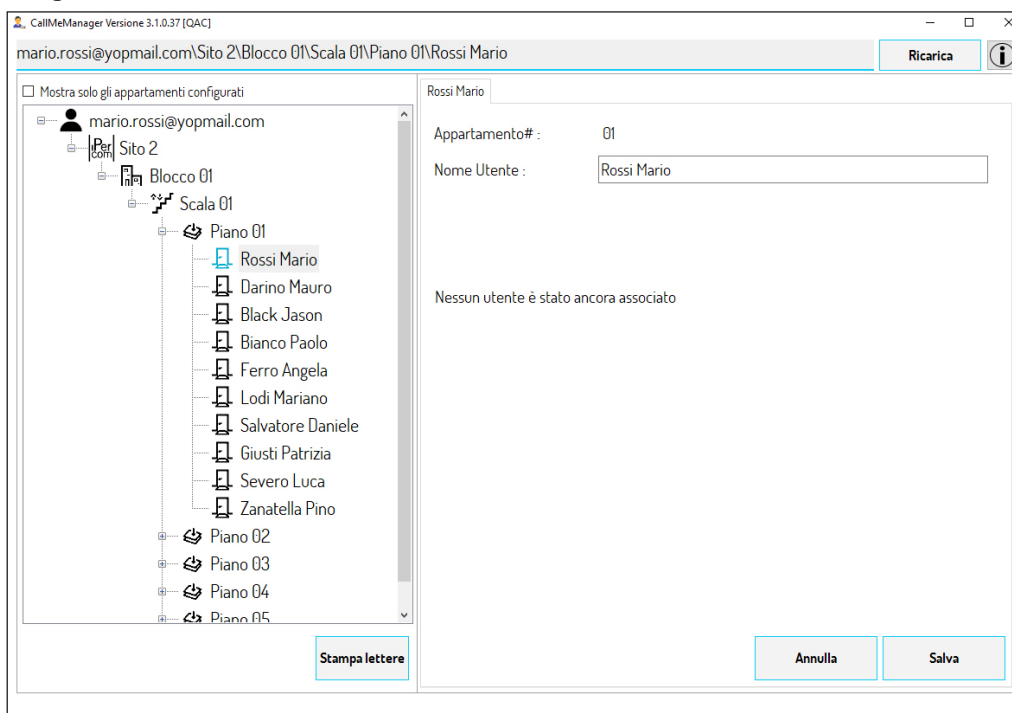 CallMeManager Versione 3.1.0.37 [QAC]
mario.rossi@yopmail.com\Sito 2\Blocco 01\Scala 01\Piano 01\Rossi Mario
Ricarica
Mostra solo gli appartamenti configurati
mario.rossi@yopmail.com
iPer com Sito 2
Blocco 01
Scala 01
Piano 01
Rossi Mario
Darino Mauro
Black Jason
Bianco Paolo
Ferro Angela
Lodi Mariano
Salvatore Daniele
Giusti Patrizia
Severo Luca
Zanatella Pino
Piano 02
Piano 03
Piano 04
Piano 05
Stampa lettere
Rossi Mario
Appartamento# : 01
Nome Utente : Rossi Mario
Nessun utente è stato ancora associato
Annulla
Salva